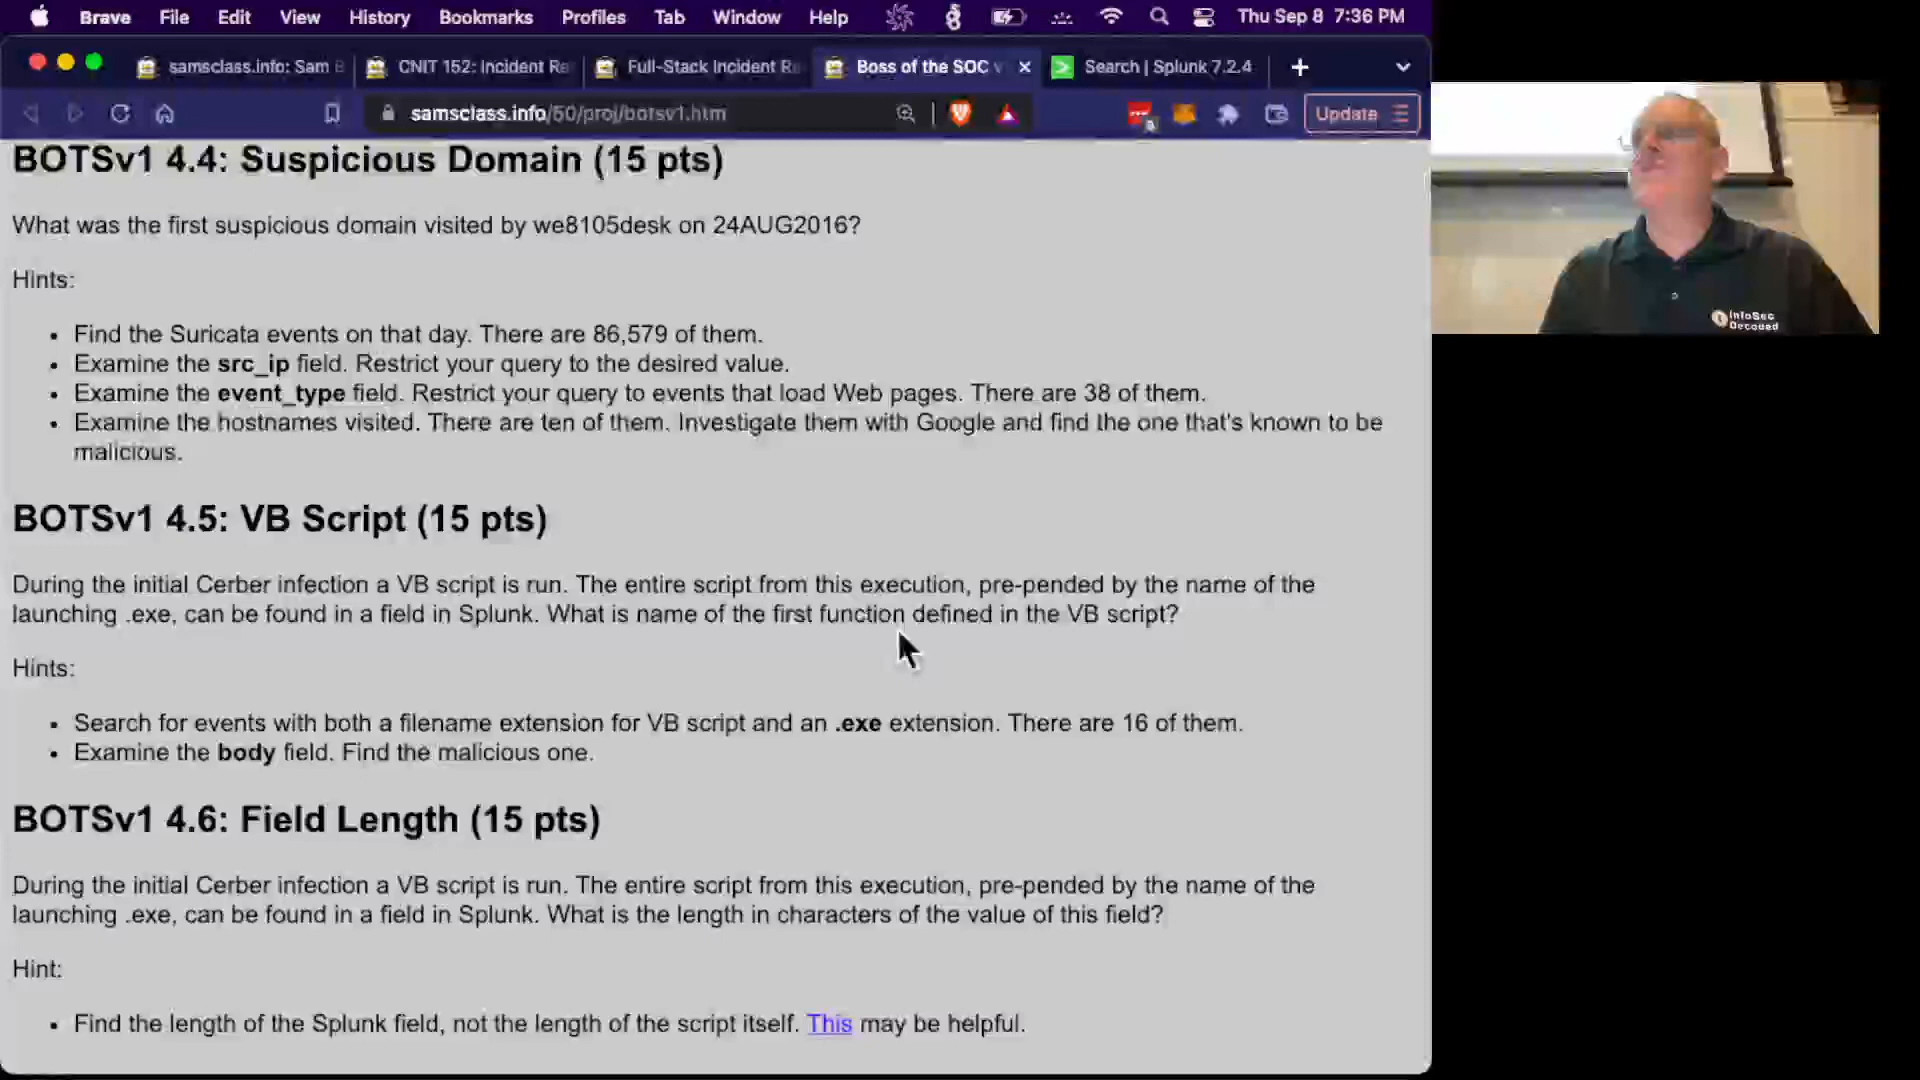 Brave File Edit View History Bookmarks Profiles Tab Window Help Thu Sep 8 7:36 PM
samsclass.info: Sam B CNIT 152: Incident Re Full-Stack Incident Re Boss of the SOC v Search | Splunk 7.2.4
samsclass.info/50/proj/botsv1.htm Update
BOTSv1 4.4: Suspicious Domain (15 pts)
What was the first suspicious domain visited by we8105desk on 24AUG2016?
Hints:
• Find the Suricata events on that day. There are 86,579 of them.
• Examine the src_ip field. Restrict your query to the desired value.
• Examine the event_type field. Restrict your query to events that load Web pages. There are 38 of them.
• Examine the hostnames visited. There are ten of them. Investigate them with Google and find the one that's known to be
malicious.
BOTSv1 4.5: VB Script (15 pts)
During the initial Cerber infection a VB script is run. The entire script from this execution, pre-pended by the name of the
launching .exe, can be found in a field in Splunk. What is name of the first function defined in the VB script?
Hints:
• Search for events with both a filename extension for VB script and an .exe extension. There are 16 of them.
• Examine the body field. Find the malicious one.
BOTSv1 4.6: Field Length (15 pts)
During the initial Cerber infection a VB script is run. The entire script from this execution, pre-pended by the name of the
launching .exe, can be found in a field in Splunk. What is the length in characters of the value of this field?
Hint:
• Find the length of the Splunk field, not the length of the script itself. This may be helpful.
InfoSec
Decoded